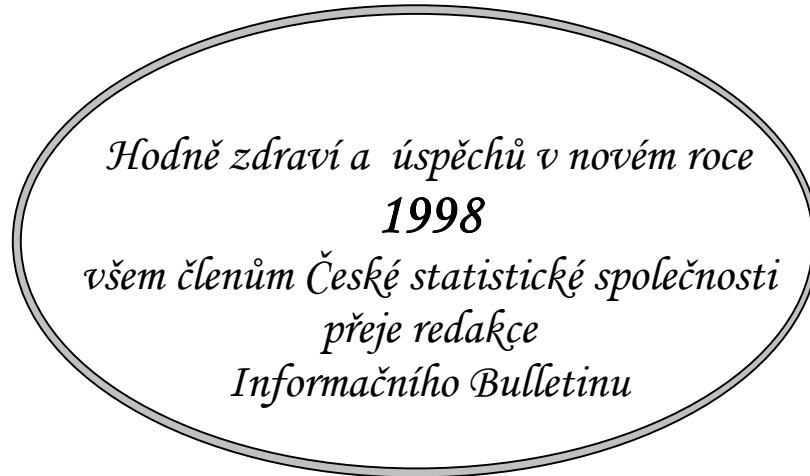 Hodně zdraví a úspěchů v novém roce
1998
všem členům České statistické společnosti
přeje redakce
Informačního Bulletinu